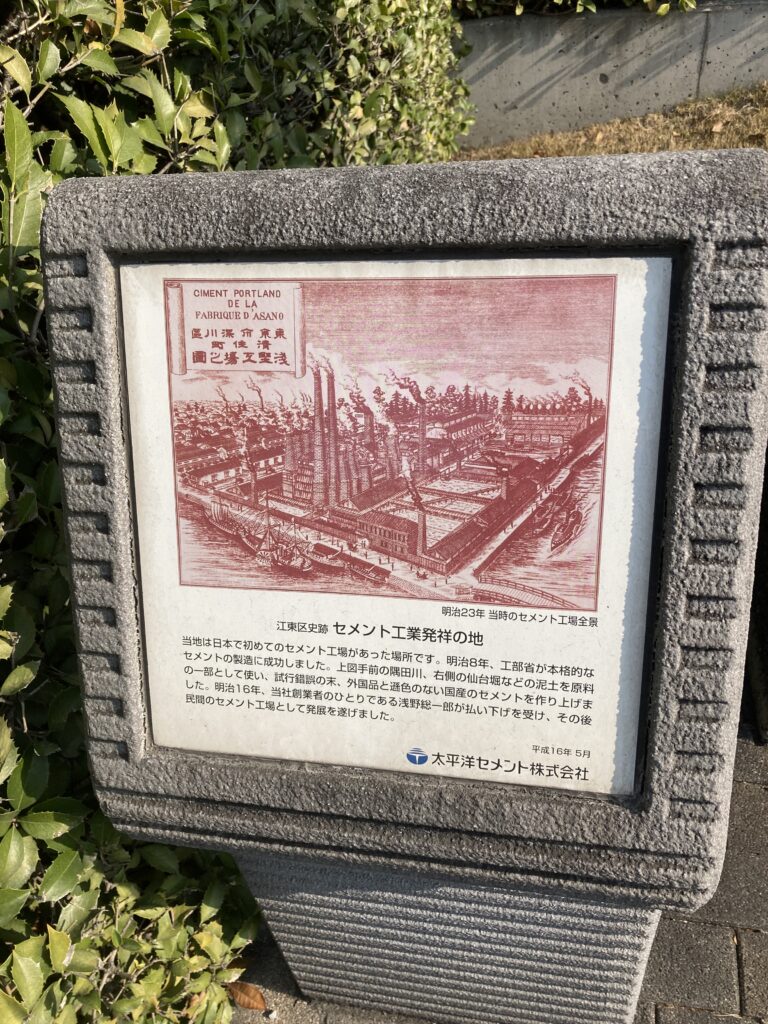 CIMENT PORTLAND
DE LA
FABRIQUE D'ASANO
東京府深川區
清住町
浅野工場之圖
明治23年 当時のセメント工場全景
江東区史跡 セメント工業発祥の地
当地は日本で初めてのセメント工場があった場所です。明治8年、工部省が本格的な
セメントの製造に成功しました。上図手前の隅田川、右側の仙台堀などの泥土を原料
の一部として使い、試行錯誤の末、外国品と遜色のない国産のセメントを作り上げま
した。明治16年、当社創業者のひとりである浅野総一郎が払い下げを受け、その後
民間のセメント工場として発展を遂げました。
平成16年5月
太平洋セメント株式会社